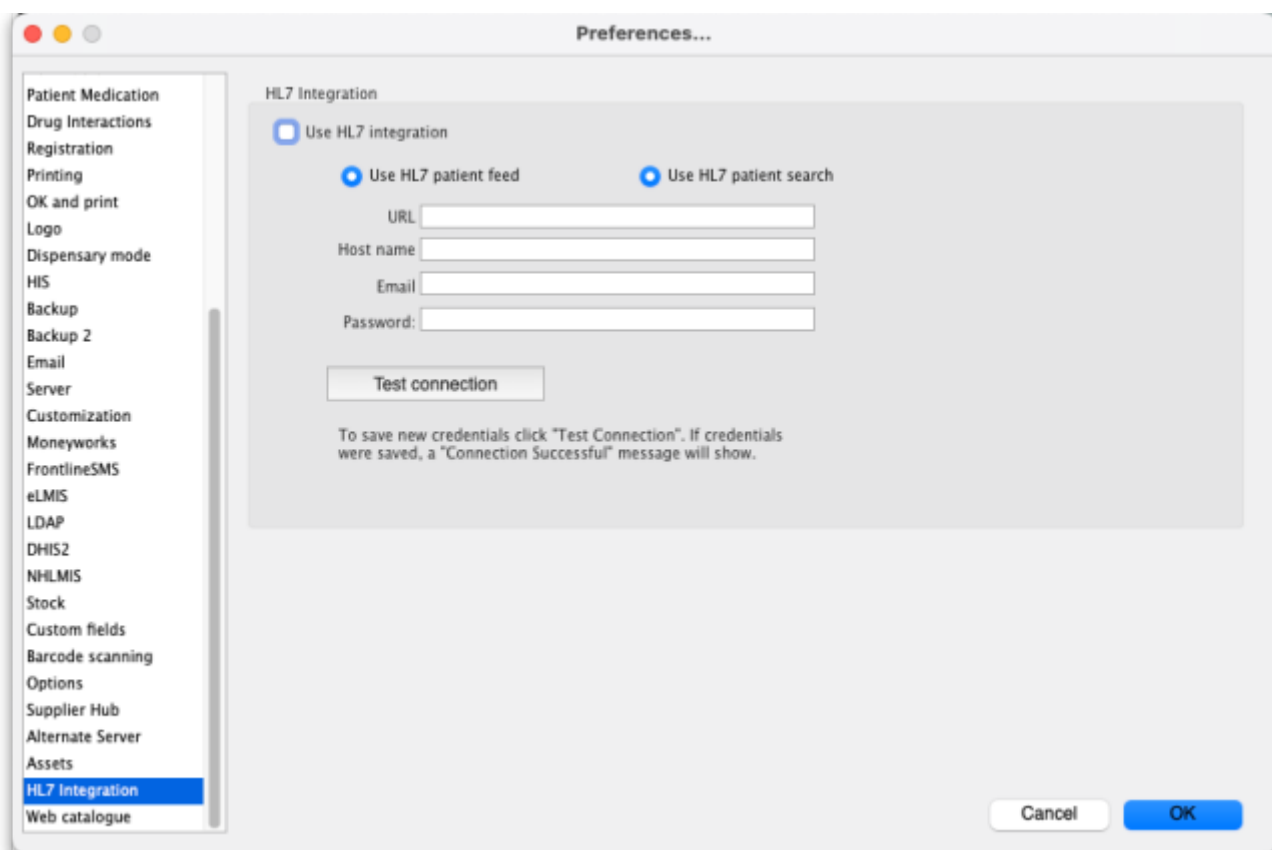 Preferences...
Patient Medication
Drug Interactions
Registration
Printing
OK and print
Logo
Dispensary mode
HIS
Backup
Backup 2
Email
Server
Customization
Moneyworks
FrontlineSMS
eLMIS
LDAP
DHIS2
NHLMIS
Stock
Custom fields
Barcode scanning
Options
Supplier Hub
Alternate Server
Assets
HL7 Integration
Web catalogue
HL7 Integration
Use HL7 integration
Use HL7 patient feed Use HL7 patient search
URL
Host name
Email
Password:
Test connection
To save new credentials click "Test Connection". If credentials
were saved, a "Connection Successful" message will show.
Cancel OK